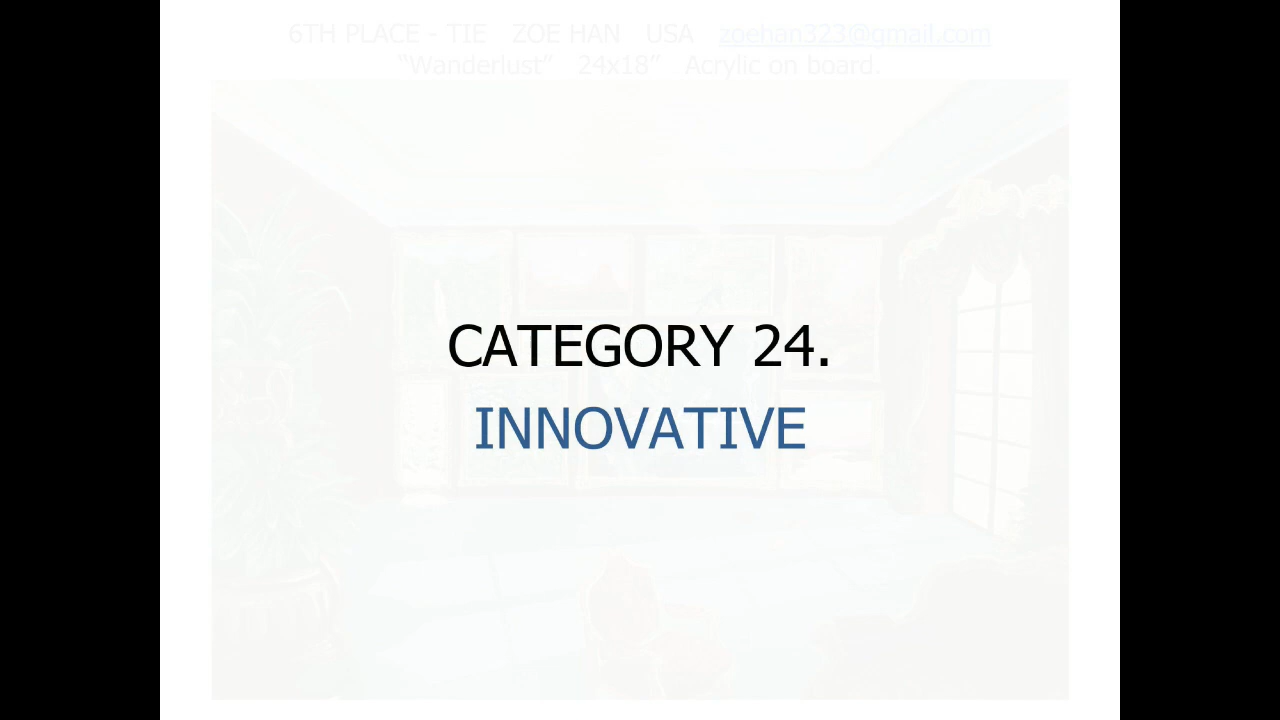 6TH PLACE - TIE ZOE HAN USA zoehan323@gmail.com
“Wanderlust” 24x18” Acrylic on board.
CATEGORY 24.
INNOVATIVE